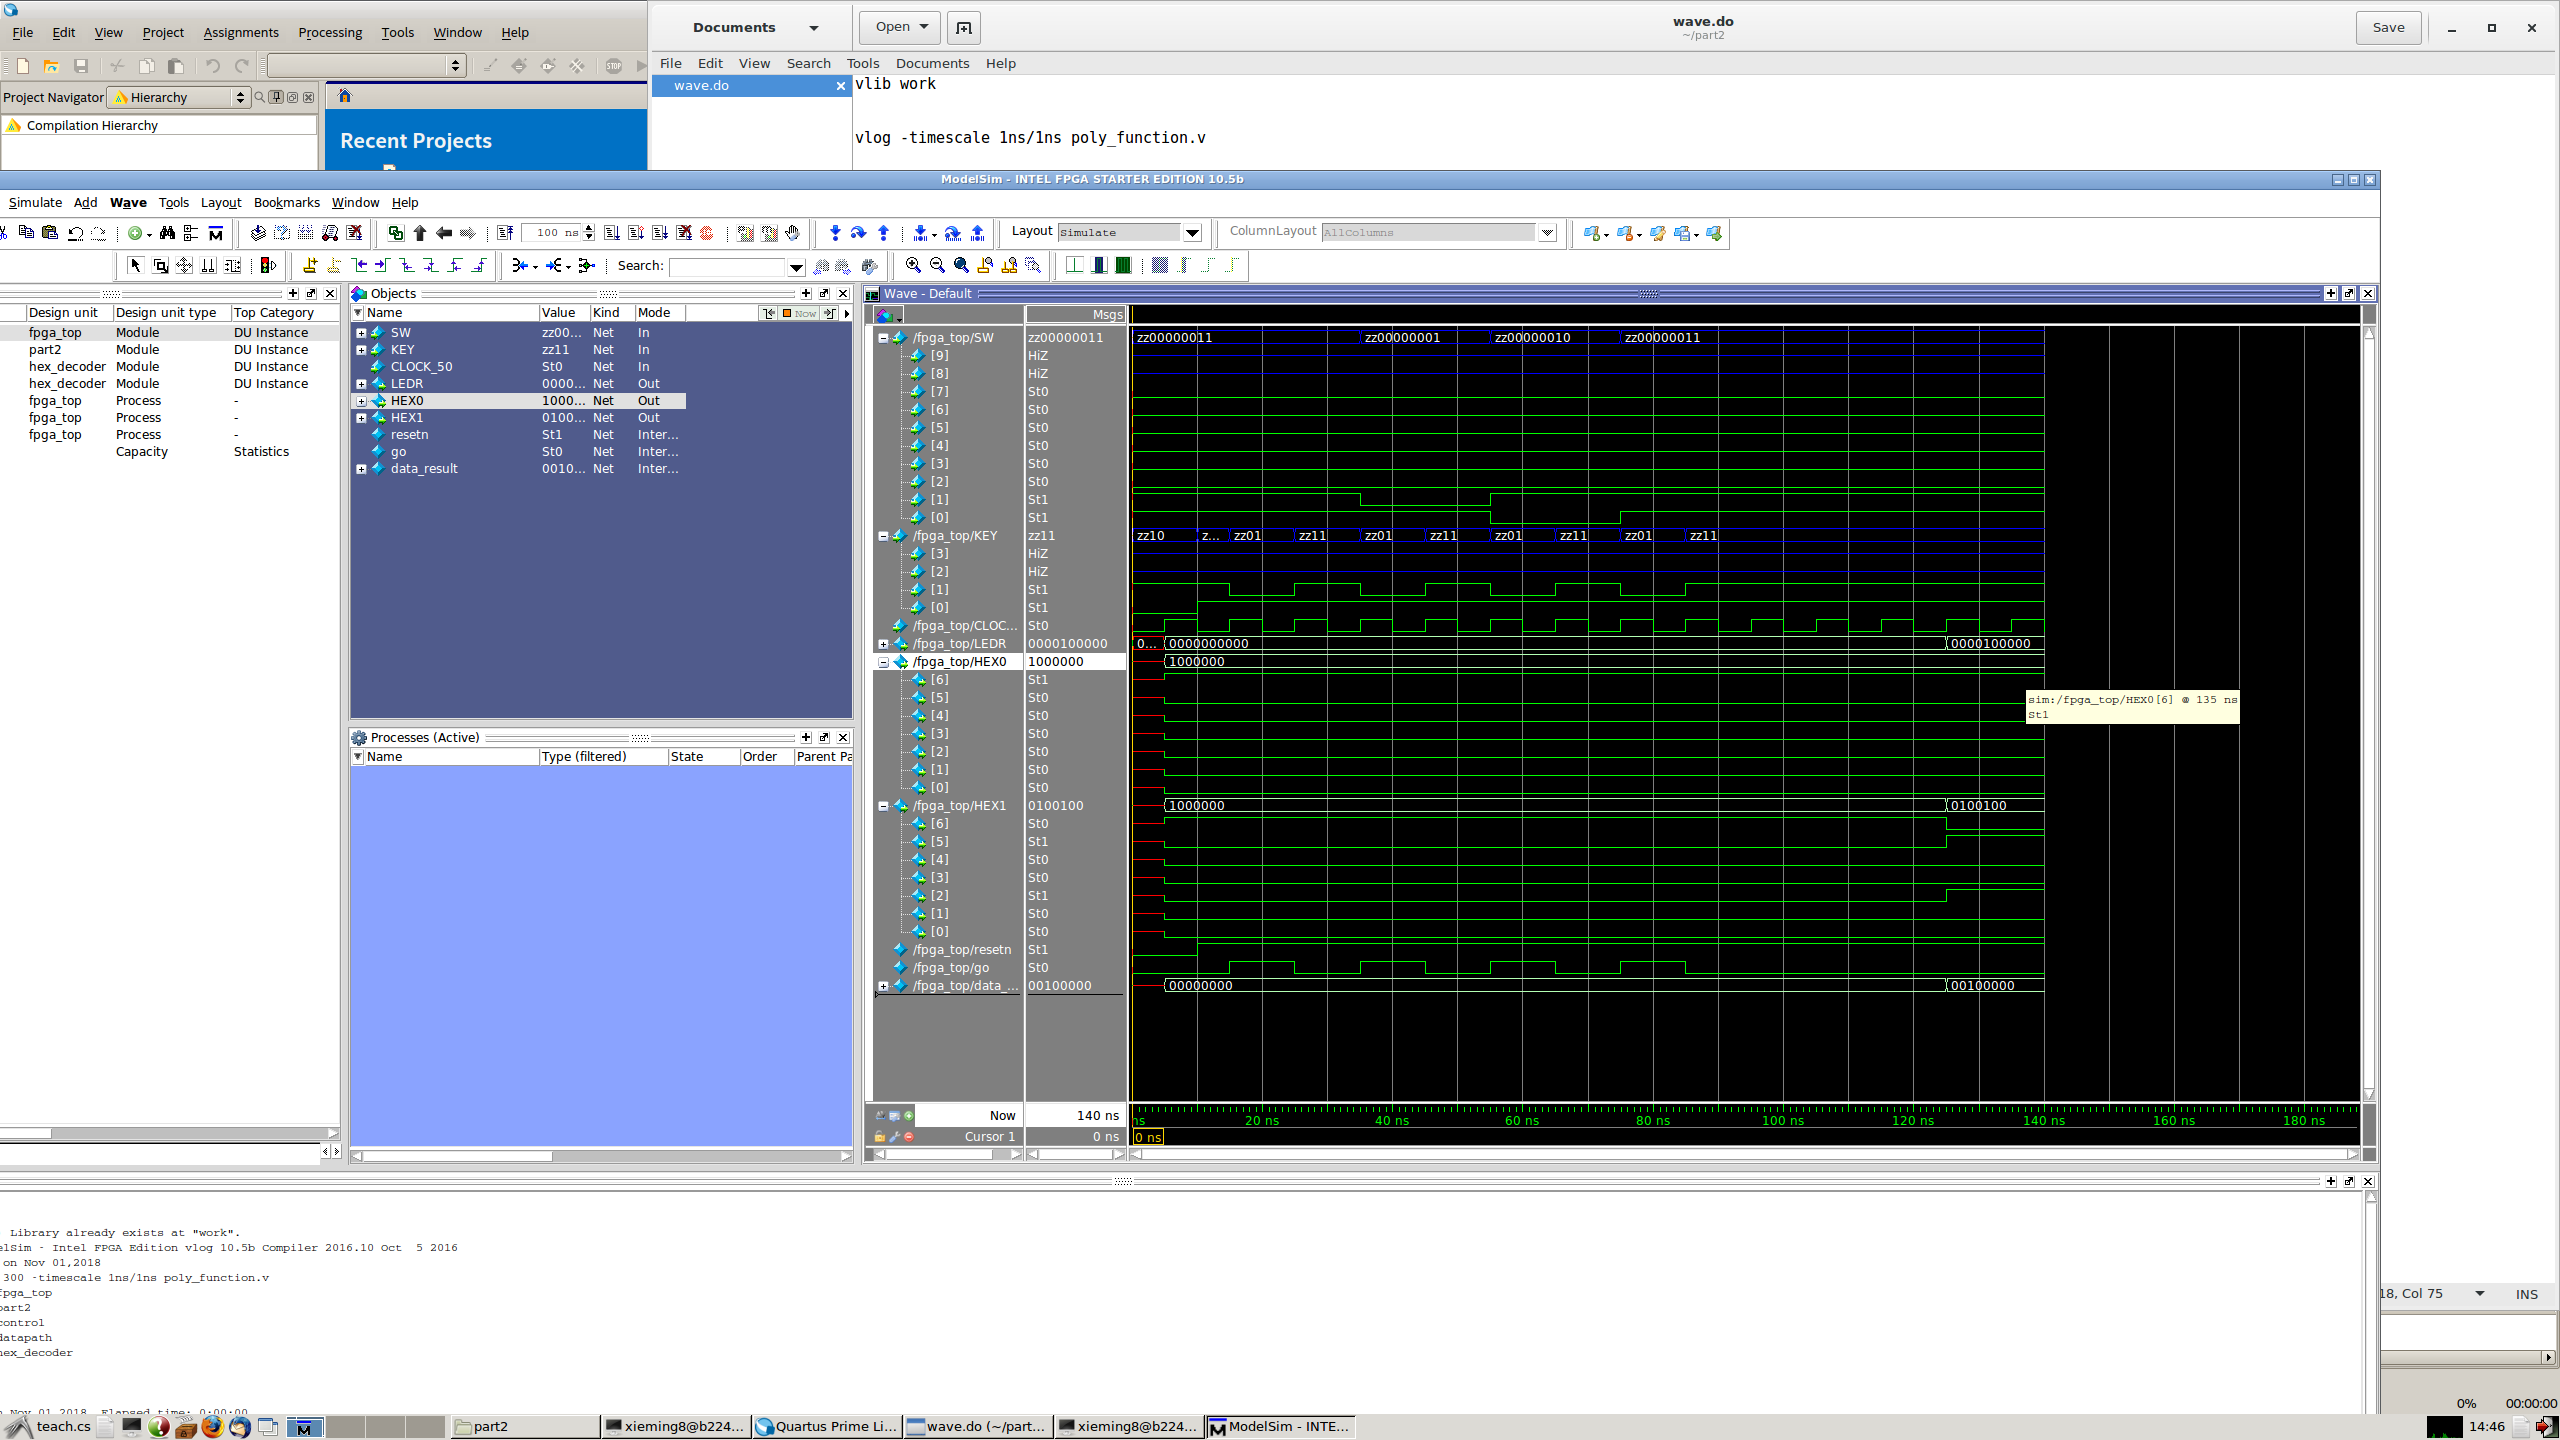 File Edit View Project Assignments Processing Tools Window Help
Project Navigator Hierarchy
Compilation Hierarchy
Recent Projects
Documents Open wave.do ~/part2 Save
File Edit View Search Tools Documents Help
wave.do
vlib work
vlog -timescale 1ns/1ns poly_function.v
ModelSim - INTEL FPGA STARTER EDITION 10.5b
Simulate Add Wave Tools Layout Bookmarks Window Help
100 ns Layout Simulate ColumnLayout AllColumns
Search:
Design unit Design unit type Top Category
fpga_top Module DU Instance
part2 Module DU Instance
hex_decoder Module DU Instance
hex_decoder Module DU Instance
fpga_top Process -
fpga_top Process -
fpga_top Process -
Capacity Statistics
Objects
Name Value Kind Mode Now
SW zz00... Net In
KEY zz11 Net In
CLOCK_50 St0 Net In
LEDR 0000... Net Out
HEX0 1000... Net Out
HEX1 0100... Net Out
resetn St1 Net Inter...
go St0 Net Inter...
data_result 0010... Net Inter...
Processes (Active)
Name Type (filtered) State Order Parent Pa
Wave - Default
Msgs
/fpga_top/SW zz00000011 zz00000011 zz00000001 zz00000010 zz00000011
[9] HiZ
[8] HiZ
[7] St0
[6] St0
[5] St0
[4] St0
[3] St0
[2] St0
[1] St1
[0] St1
/fpga_top/KEY zz11 zz10 z... zz01 zz11 zz01 zz11 zz01 zz11 zz01 zz11
[3] HiZ
[2] HiZ
[1] St1
[0] St1
/fpga_top/CLOC... St0
/fpga_top/LEDR 0000100000 0... 0000000000 0000100000
/fpga_top/HEX0 1000000 1000000
[6] St1
[5] St0
[4] St0
[3] St0
[2] St0
[1] St0
[0] St0
sim:/fpga_top/HEX0[6] @ 135 ns
St1
/fpga_top/HEX1 0100100 1000000 0100100
[6] St0
[5] St1
[4] St0
[3] St0
[2] St1
[1] St0
[0] St0
/fpga_top/resetn St1
/fpga_top/go St0
/fpga_top/data_... 00100000 00000000 00100000
Now 140 ns ns 20 ns 40 ns 60 ns 80 ns 100 ns 120 ns 140 ns 160 ns 180 ns
Cursor 1 0 ns 0 ns
Library already exists at "work".
elSim - Intel FPGA Edition vlog 10.5b Compiler 2016.10 Oct 5 2016
on Nov 01,2018
300 -timescale 1ns/1ns poly_function.v
fpga_top
part2
control
datapath
hex_decoder
Nov 01,2018, Elapsed time: 0:00:00
18, Col 75 INS
0% 00:00:00
teach.cs part2 xieming8@b224... Quartus Prime Li... wave.do (~/part... xieming8@b224... ModelSim - INTE... 14:46